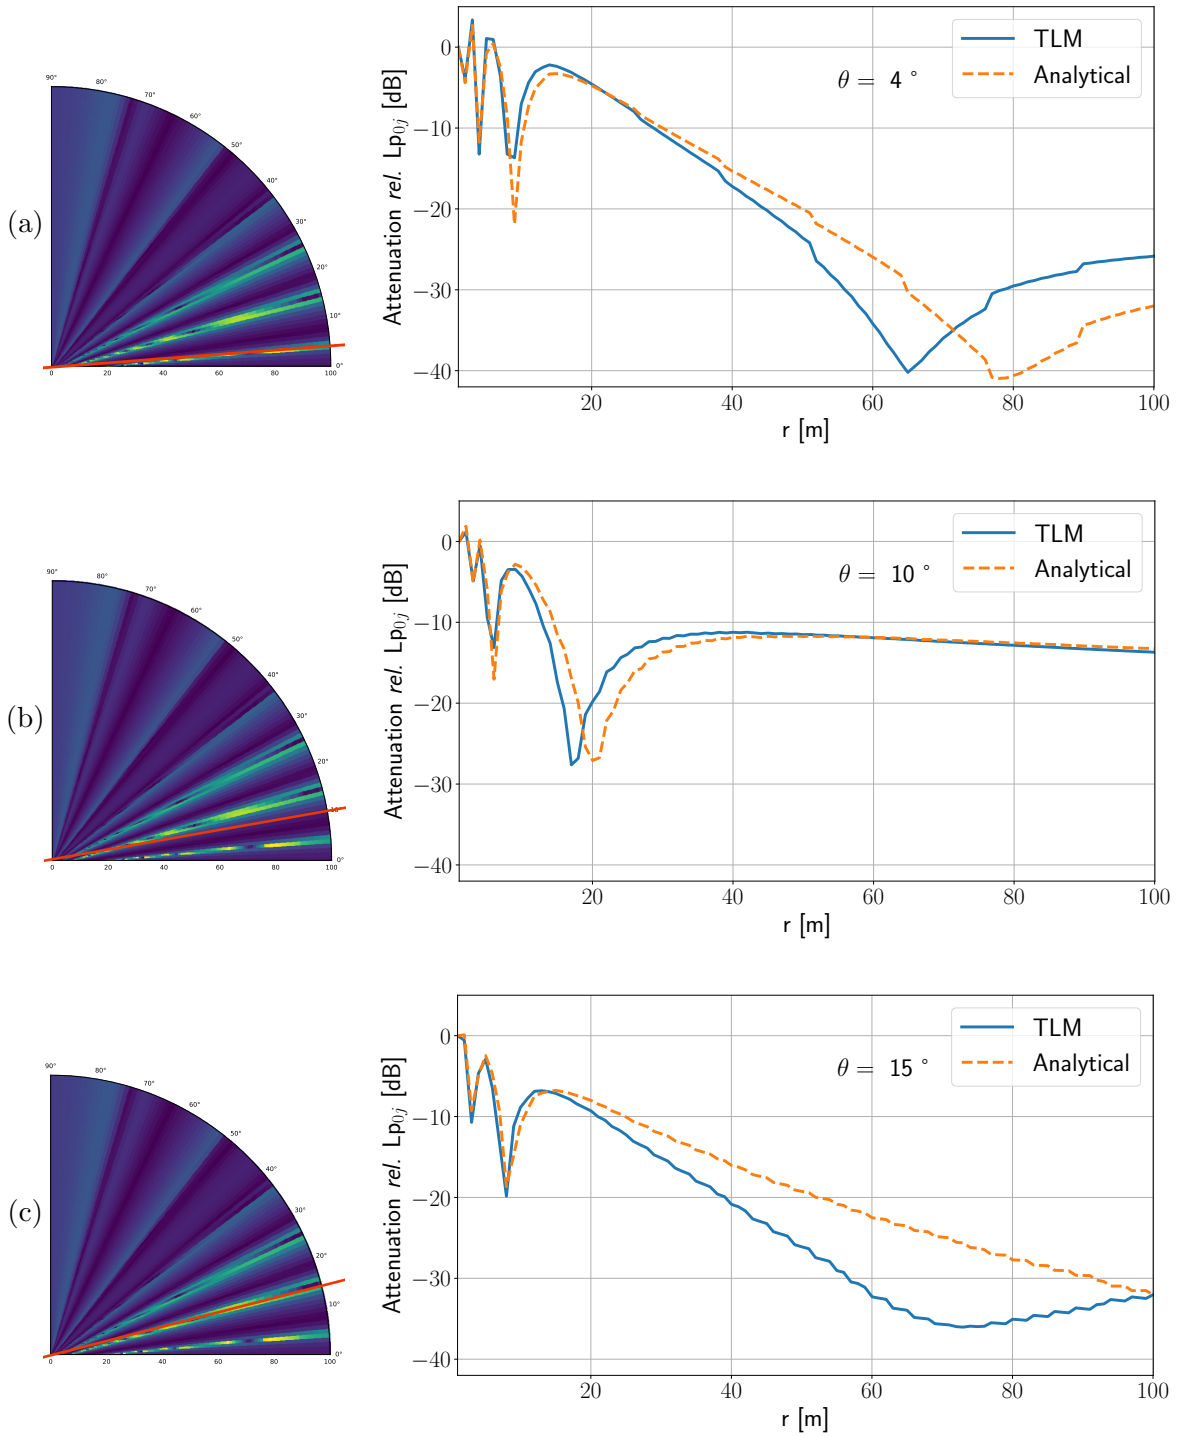 (a)
90°
80°
70°
60°
50°
40°
30°
20°
10°
0°
0 20 40 60 80 100
Attenuation rel. Lp0j [dB]
0
−10
−20
−30
−40
θ = 4 °
TLM
Analytical
20 40 60 80 100
r [m]
(b)
90°
80°
70°
60°
50°
40°
30°
20°
10°
0°
0 20 40 60 80 100
Attenuation rel. Lp0j [dB]
0
−10
−20
−30
−40
θ = 10 °
TLM
Analytical
20 40 60 80 100
r [m]
(c)
90°
80°
70°
60°
50°
40°
30°
20°
10°
0°
0 20 40 60 80 100
Attenuation rel. Lp0j [dB]
0
−10
−20
−30
−40
θ = 15 °
TLM
Analytical
20 40 60 80 100
r [m]